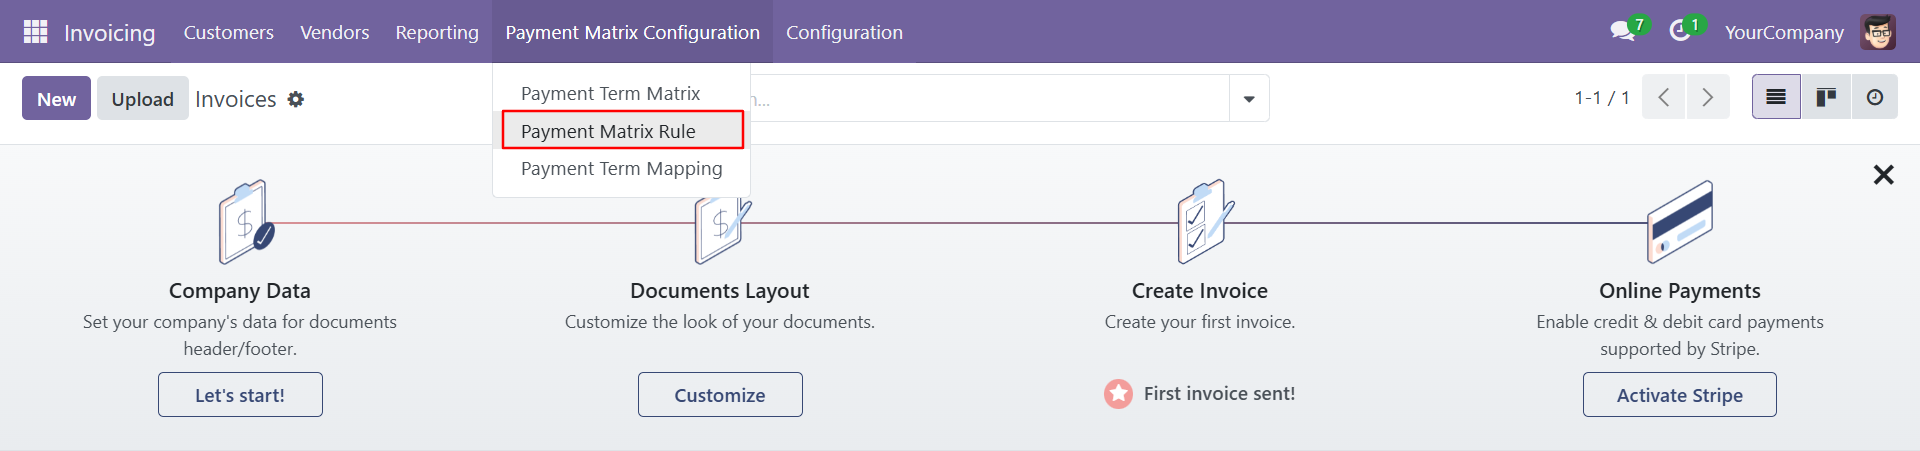 Invoicing Customers Vendors Reporting Payment Matrix Configuration Configuration 7 1 YourCompany
New Upload Invoices 1-1 / 1
Payment Term Matrix
Payment Matrix Rule
Payment Term Mapping
$ $
Company Data Documents Layout Create Invoice Online Payments
Set your company's data for documents Customize the look of your documents. Create your first invoice. Enable credit & debit card payments
header/footer. supported by Stripe.
Let's start! Customize First invoice sent! Activate Stripe